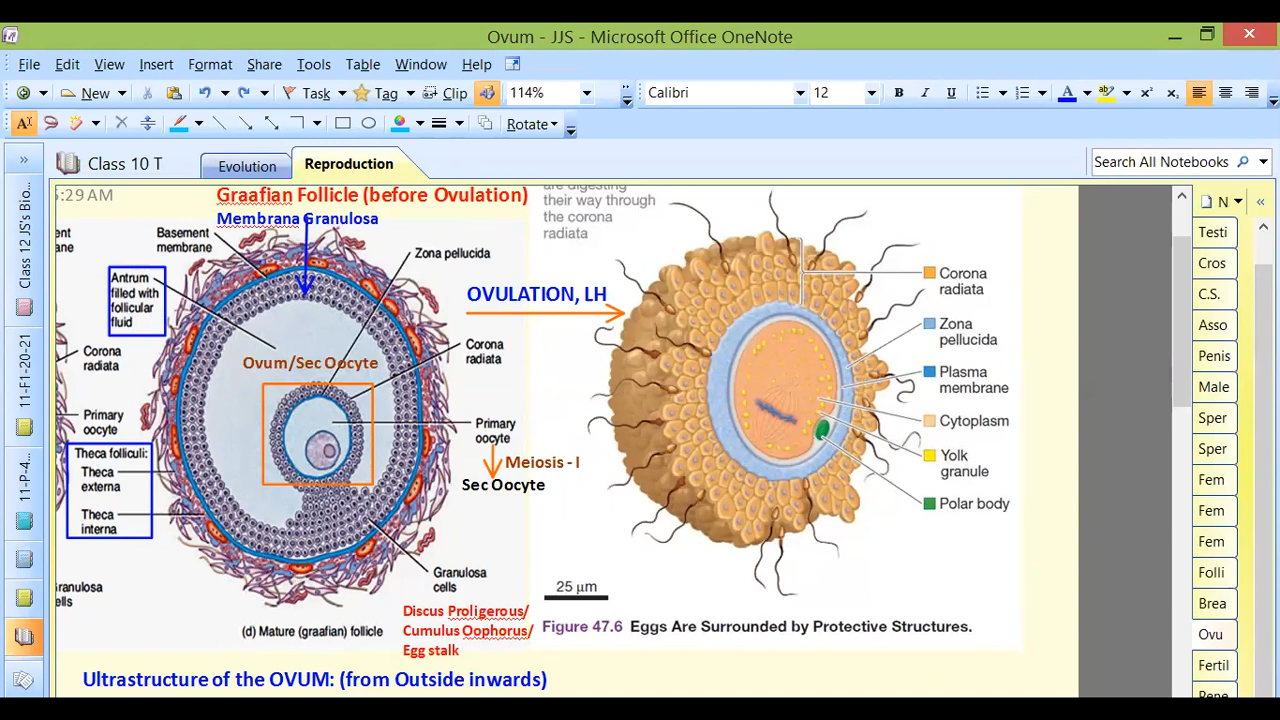 Ovum - JJS - Microsoft Office OneNote
File Edit View Insert Format Share Tools Table Window Help
New Task Tag Clip 114% Calibri 12 B I U A ab x² x₂
A Rotate
Class 10 T Evolution Reproduction Search All Notebooks
»
Class 12 JJS's Bio...
11-F1-20-21
11-P-4...
N
«
Testi
Cros
C.S.
Asso
Penis
Male
Sper
Sper
Fem
Fem
Fem
Folli
Brea
Ovu
Fertil
:29 AM
Graafian Follicle (before Ovulation)
Membrana Granulosa
Basement
membrane
Zona pellucida
Antrum
filled with
follicular
fluid
Corona
radiata
Ovum/Sec Oocyte
Corona
radiata
Primary
oocyte
Primary
oocyte
Meiosis - I
Sec Oocyte
Theca folliculi:
Theca
externa
Theca
interna
Granulosa
cells
Discus Proligerous/
Cumulus Oophorus/
Egg stalk
(d) Mature (graafian) follicle
OVULATION, LH
are digesting
their way through
the corona
radiata
Corona
radiata
Zona
pellucida
Plasma
membrane
Cytoplasm
Yolk
granule
Polar body
25 µm
Figure 47.6 Eggs Are Surrounded by Protective Structures.
Ultrastructure of the OVUM: (from Outside inwards)